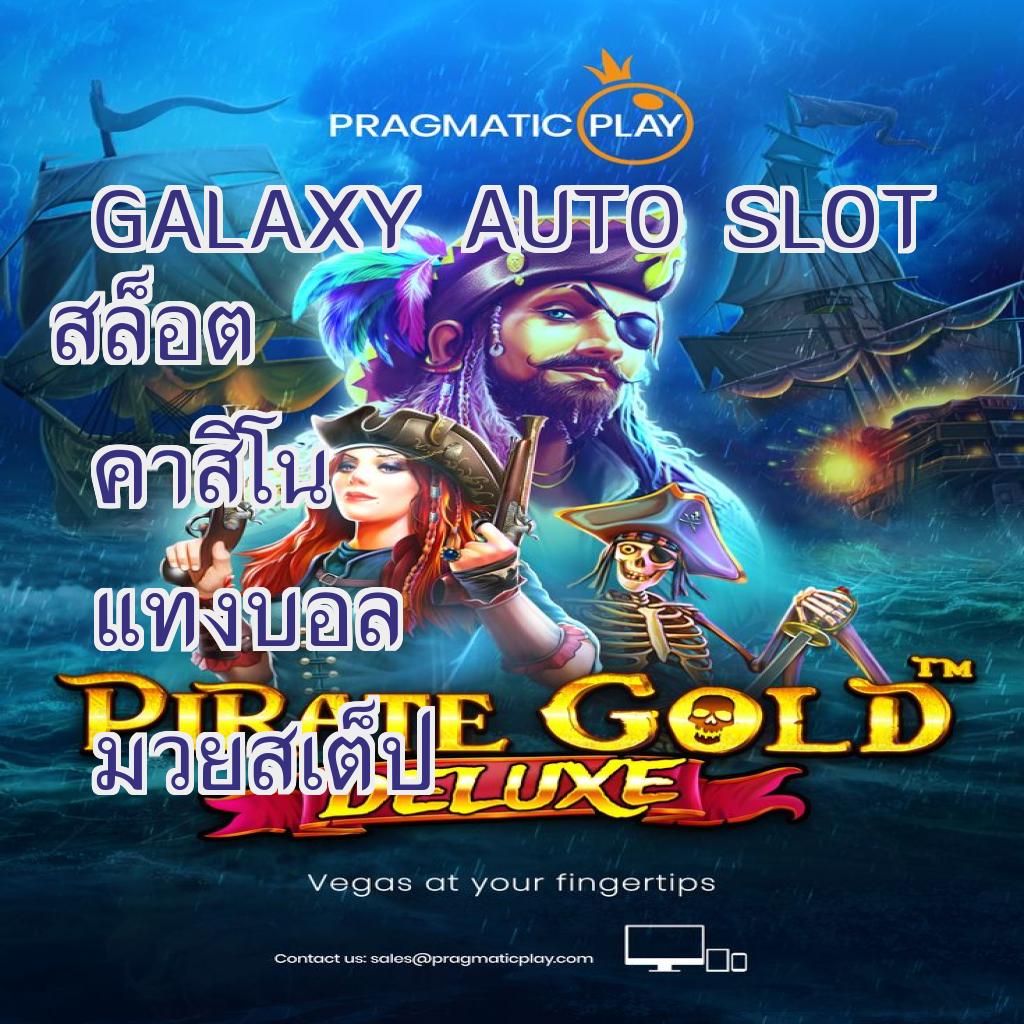 PRAGMATIC PLAY
GALAXY AUTO SLOT
สล็อต
คาสิโน
แทงบอล
PIRATE GOLD™
มวยสเต็ป
DELUXE
Vegas at your fingertips
Contact us: sales@pragmaticplay.com